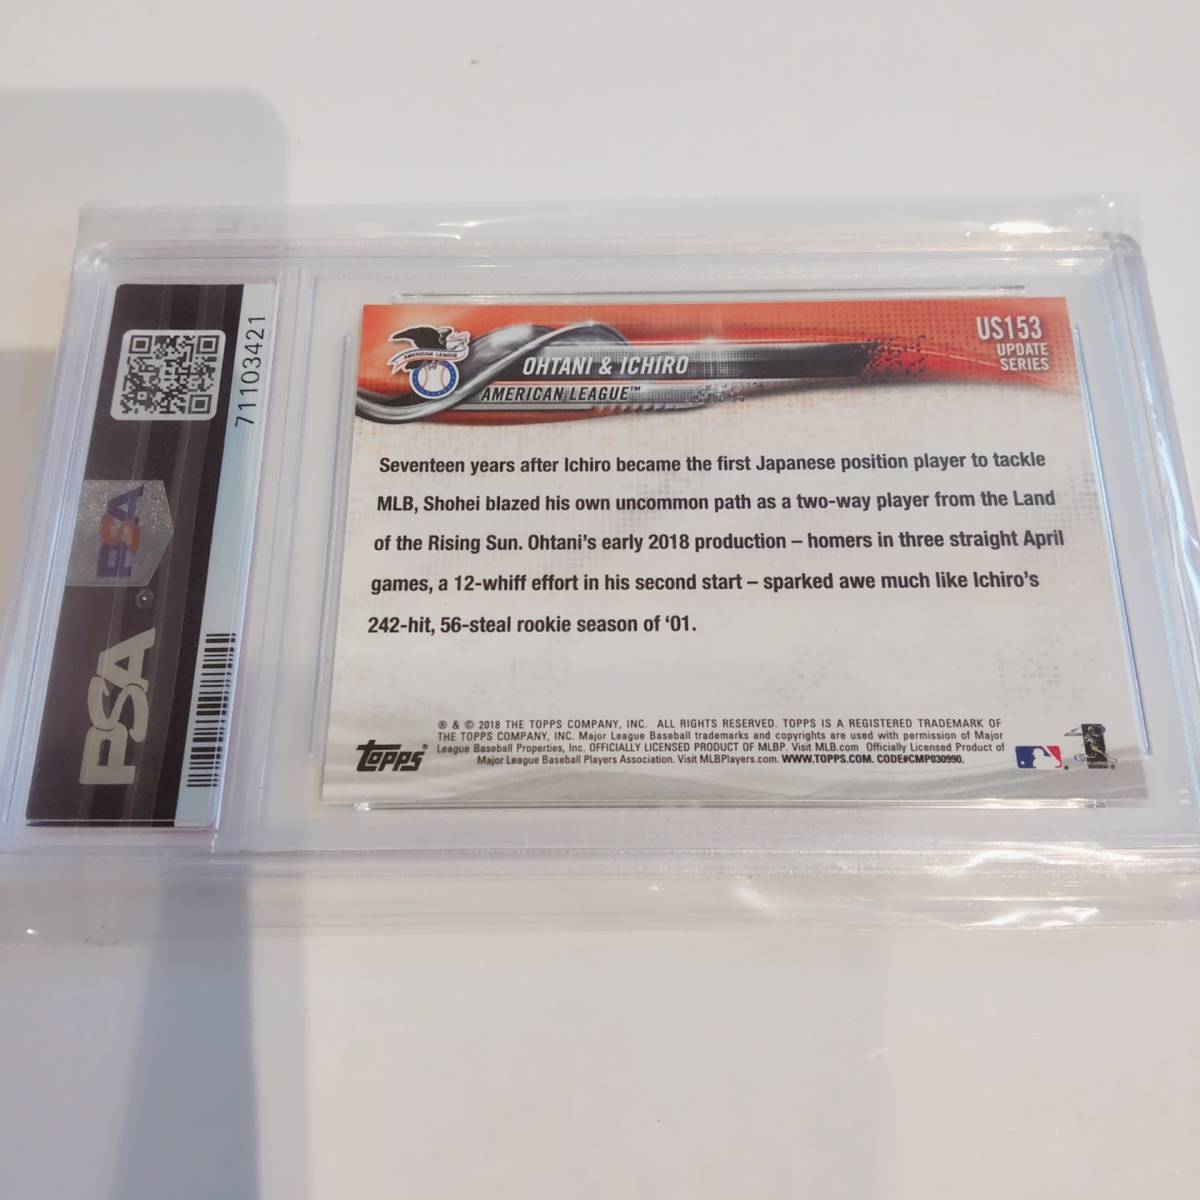 71103421
PSA
PSA
AMERICAN LEAGUE
OHTANI & ICHIRO
AMERICAN LEAGUE™
US153
UPDATE
SERIES
Seventeen years after Ichiro became the first Japanese position player to tackle
MLB, Shohei blazed his own uncommon path as a two-way player from the Land
of the Rising Sun. Ohtani's early 2018 production – homers in three straight April
games, a 12-whiff effort in his second start – sparked awe much like Ichiro's
242-hit, 56-steal rookie season of '01.
® & © 2018 THE TOPPS COMPANY, INC. ALL RIGHTS RESERVED. TOPPS IS A REGISTERED TRADEMARK OF
THE TOPPS COMPANY, INC. Major League Baseball trademarks and copyrights are used with permission of Major
League Baseball Properties, Inc. OFFICIALLY LICENSED PRODUCT OF MLBP. Visit MLB.com Officially Licensed Product of
Major League Baseball Players Association. Visit MLBPlayers.com. WWW.TOPPS.COM. CODE#CMP030990.
topps®